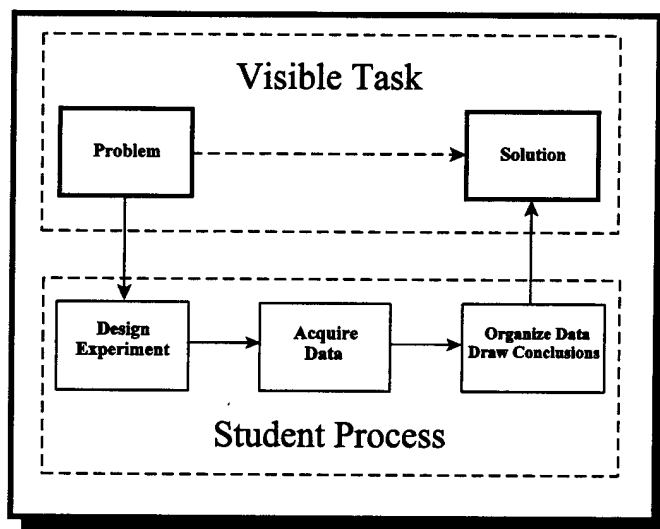 Visible Task
Problem
Solution
Design
Experiment
Acquire
Data
Organize Data
Draw Conclusions
Student Process